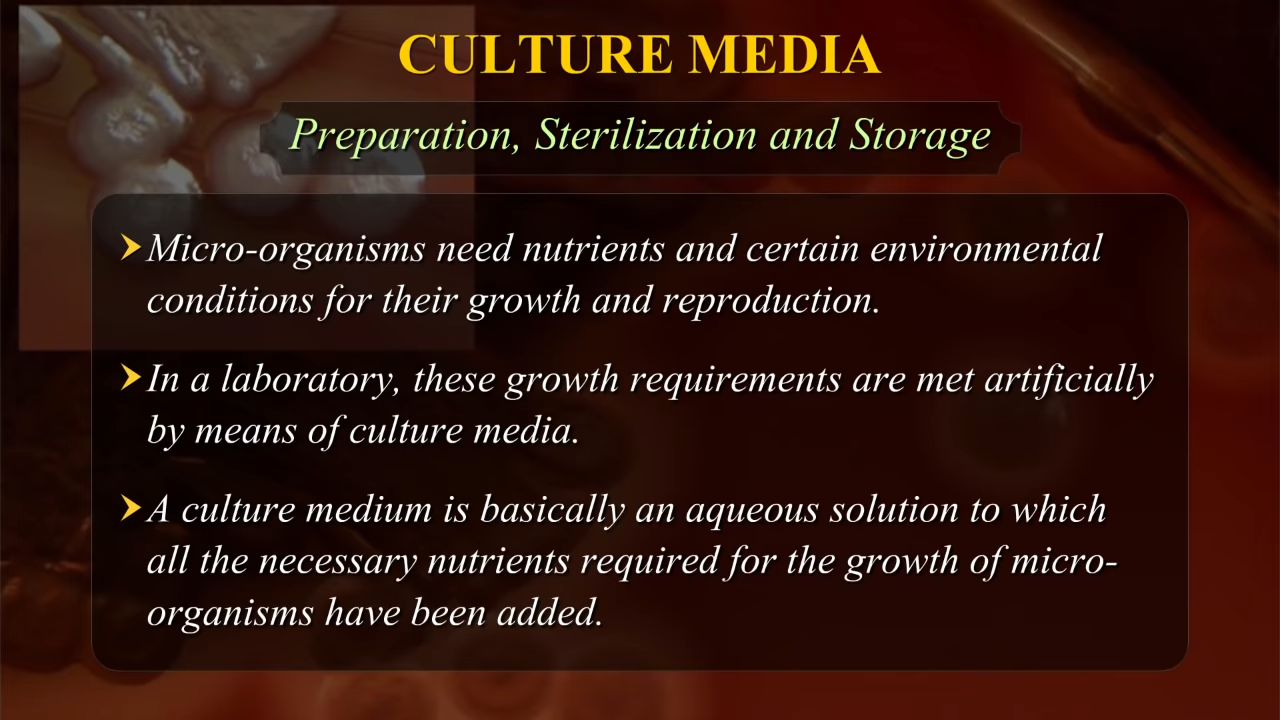 CULTURE MEDIA
Preparation, Sterilization and Storage
Micro-organisms need nutrients and certain environmental
conditions for their growth and reproduction.
In a laboratory, these growth requirements are met artificially
by means of culture media.
A culture medium is basically an aqueous solution to which
all the necessary nutrients required for the growth of micro-
organisms have been added.